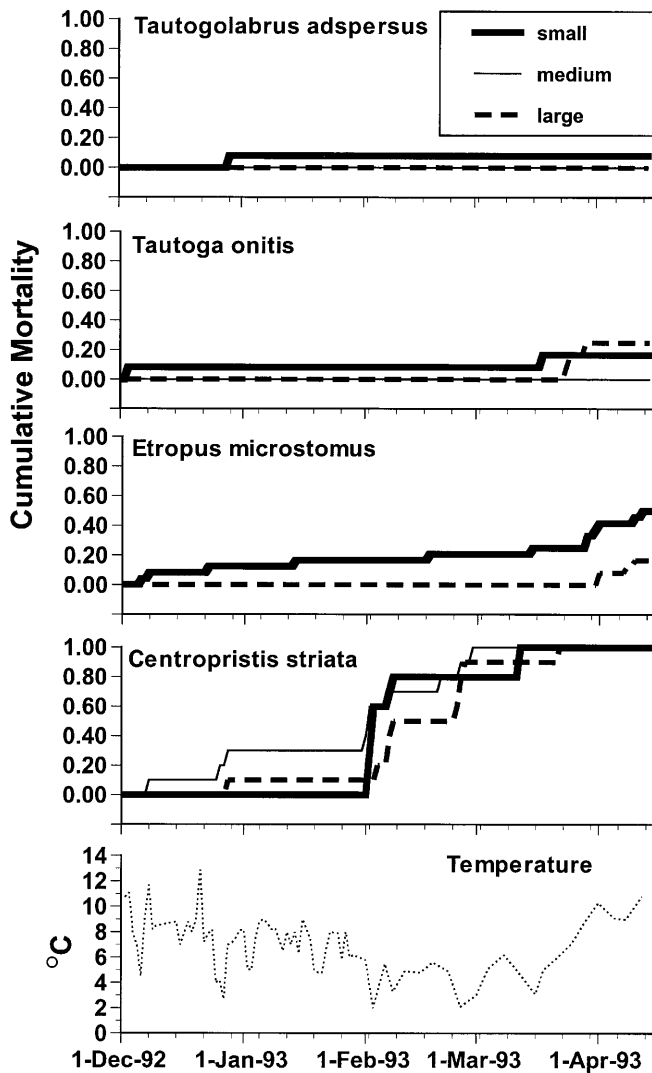 Tautogolabrus adspersus
small
medium
large
1.00
0.80
0.60
0.40
0.20
0.00
Cumulative Mortality
Tautoga onitis
1.00
0.80
0.60
0.40
0.20
0.00
Etropus microstomus
1.00
0.80
0.60
0.40
0.20
0.00
Centropristis striata
1.00
0.80
0.60
0.40
0.20
0.00
Temperature
°C
14
12
10
8
6
4
2
0
1-Dec-92 1-Jan-93 1-Feb-93 1-Mar-93 1-Apr-93